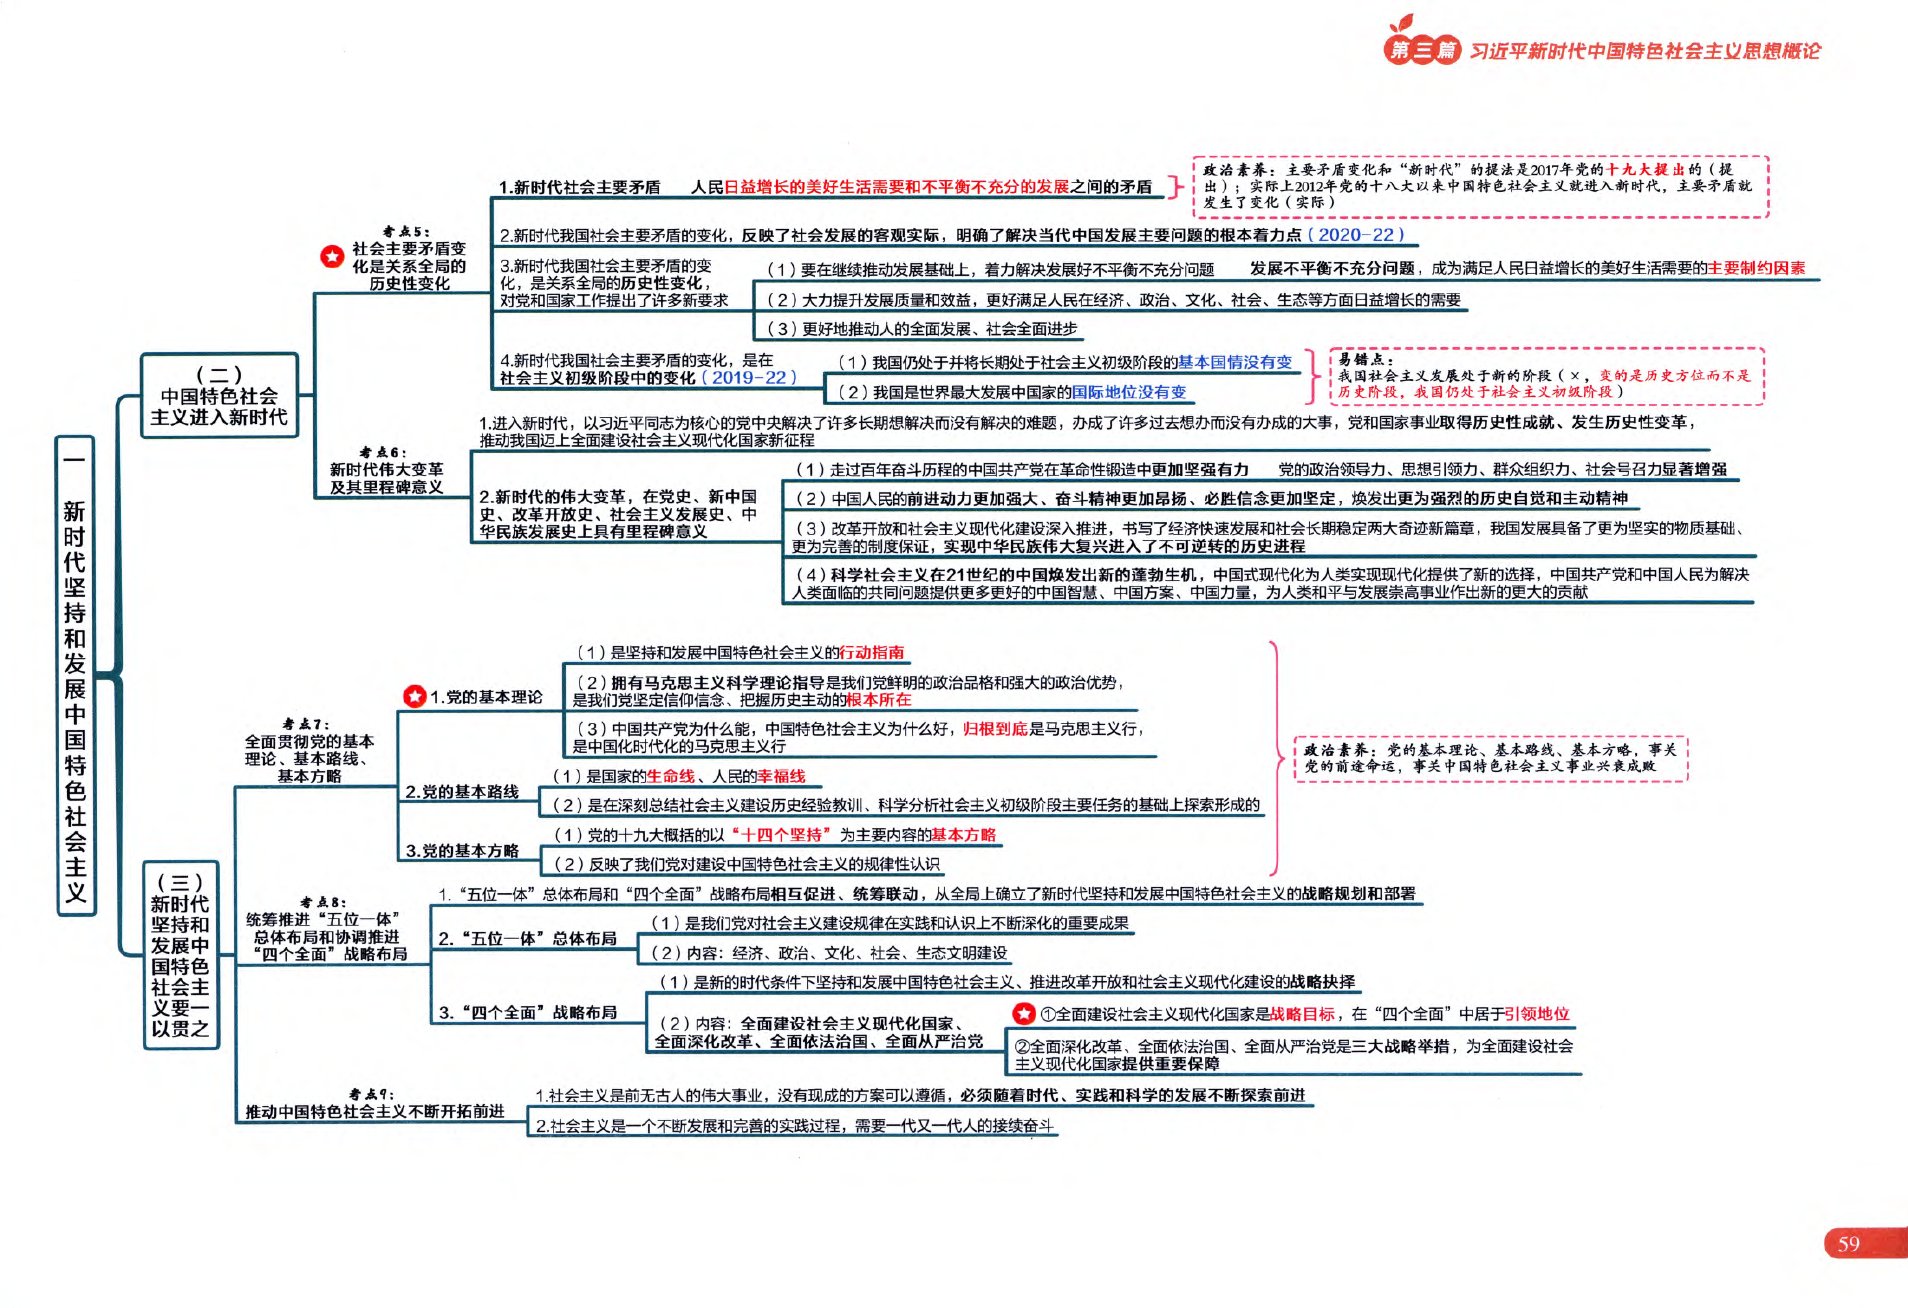 第三篇 习近平新时代中国特色社会主义思想概论
一 新时代坚持和发展中国特色社会主义
（二）
中国特色社会
主义进入新时代
考点5：
社会主要矛盾变
化是关系全局的
历史性变化
1.新时代社会主要矛盾 人民日益增长的美好生活需要和不平衡不充分的发展之间的矛盾
政治素养：主要矛盾变化和“新时代”的提法是2017年党的十九大提出的（提
出）；实际上2012年党的十八大以来中国特色社会主义就进入新时代，主要矛盾就
发生了变化（实际）
2.新时代我国社会主要矛盾的变化，反映了社会发展的客观实际，明确了解决当代中国发展主要问题的根本着力点（2020-22）
3.新时代我国社会主要矛盾的变
化，是关系全局的历史性变化，
对党和国家工作提出了许多新要求
（1）要在继续推动发展基础上，着力解决发展好不平衡不充分问题 发展不平衡不充分问题，成为满足人民日益增长的美好生活需要的主要制约因素
（2）大力提升发展质量和效益，更好满足人民在经济、政治、文化、社会、生态等方面日益增长的需要
（3）更好地推动人的全面发展、社会全面进步
4.新时代我国社会主要矛盾的变化，是在
社会主义初级阶段中的变化（2019-22）
（1）我国仍处于并将长期处于社会主义初级阶段的基本国情没有变
（2）我国是世界最大发展中国家的国际地位没有变
易错点：
我国社会主义发展处于新的阶段（×，变的是历史方位而不是
历史阶段，我国仍处于社会主义初级阶段）
考点6：
新时代伟大变革
及其里程碑意义
1.进入新时代，以习近平同志为核心的党中央解决了许多长期想解决而没有解决的难题，办成了许多过去想办而没有办成的大事，党和国家事业取得历史性成就、发生历史性变革，
推动我国迈上全面建设社会主义现代化国家新征程
2.新时代的伟大变革，在党史、新中国
史、改革开放史、社会主义发展史、中
华民族发展史上具有里程碑意义
（1）走过百年奋斗历程的中国共产党在革命性锻造中更加坚强有力 党的政治领导力、思想引领力、群众组织力、社会号召力显著增强
（2）中国人民的前进动力更加强大、奋斗精神更加昂扬、必胜信念更加坚定，焕发出更为强烈的历史自觉和主动精神
（3）改革开放和社会主义现代化建设深入推进，书写了经济快速发展和社会长期稳定两大奇迹新篇章，我国发展具备了更为坚实的物质基础、
更为完善的制度保证，实现中华民族伟大复兴进入了不可逆转的历史进程
（4）科学社会主义在21世纪的中国焕发出新的蓬勃生机，中国式现代化为人类实现现代化提供了新的选择，中国共产党和中国人民为解决
人类面临的共同问题提供更多更好的中国智慧、中国方案、中国力量，为人类和平与发展崇高事业作出新的更大的贡献
（三）
新时代
坚持和
发展中
国特色
社会主
义要一
以贯之
考点7：
全面贯彻党的基本
理论、基本路线、
基本方略
1.党的基本理论
（1）是坚持和发展中国特色社会主义的行动指南
（2）拥有马克思主义科学理论指导是我们党鲜明的政治品格和强大的政治优势，
是我们党坚定信仰信念、把握历史主动的根本所在
（3）中国共产党为什么能，中国特色社会主义为什么好，归根到底是马克思主义行，
是中国化时代化的马克思主义行
2.党的基本路线
（1）是国家的生命线、人民的幸福线
（2）是在深刻总结社会主义建设历史经验教训、科学分析社会主义初级阶段主要任务的基础上探索形成的
3.党的基本方略
（1）党的十九大概括的以“十四个坚持”为主要内容的基本方略
（2）反映了我们党对建设中国特色社会主义的规律性认识
政治素养：党的基本理论、基本路线、基本方略，事关
党的前途命运，事关中国特色社会主义事业兴衰成败
考点8：
统筹推进“五位一体”
总体布局和协调推进
“四个全面”战略布局
1.“五位一体”总体布局和“四个全面”战略布局相互促进、统筹联动，从全局上确立了新时代坚持和发展中国特色社会主义的战略规划和部署
2.“五位一体”总体布局
（1）是我们党对社会主义建设规律在实践和认识上不断深化的重要成果
（2）内容：经济、政治、文化、社会、生态文明建设
3.“四个全面”战略布局
（1）是新的时代条件下坚持和发展中国特色社会主义、推进改革开放和社会主义现代化建设的战略抉择
（2）内容：全面建设社会主义现代化国家、
全面深化改革、全面依法治国、全面从严治党
①全面建设社会主义现代化国家是战略目标，在“四个全面”中居于引领地位
②全面深化改革、全面依法治国、全面从严治党是三大战略举措，为全面建设社会
主义现代化国家提供重要保障
考点9：
推动中国特色社会主义不断开拓前进
1.社会主义是前无古人的伟大事业，没有现成的方案可以遵循，必须随着时代、实践和科学的发展不断探索前进
2.社会主义是一个不断发展和完善的实践过程，需要一代又一代人的接续奋斗
59